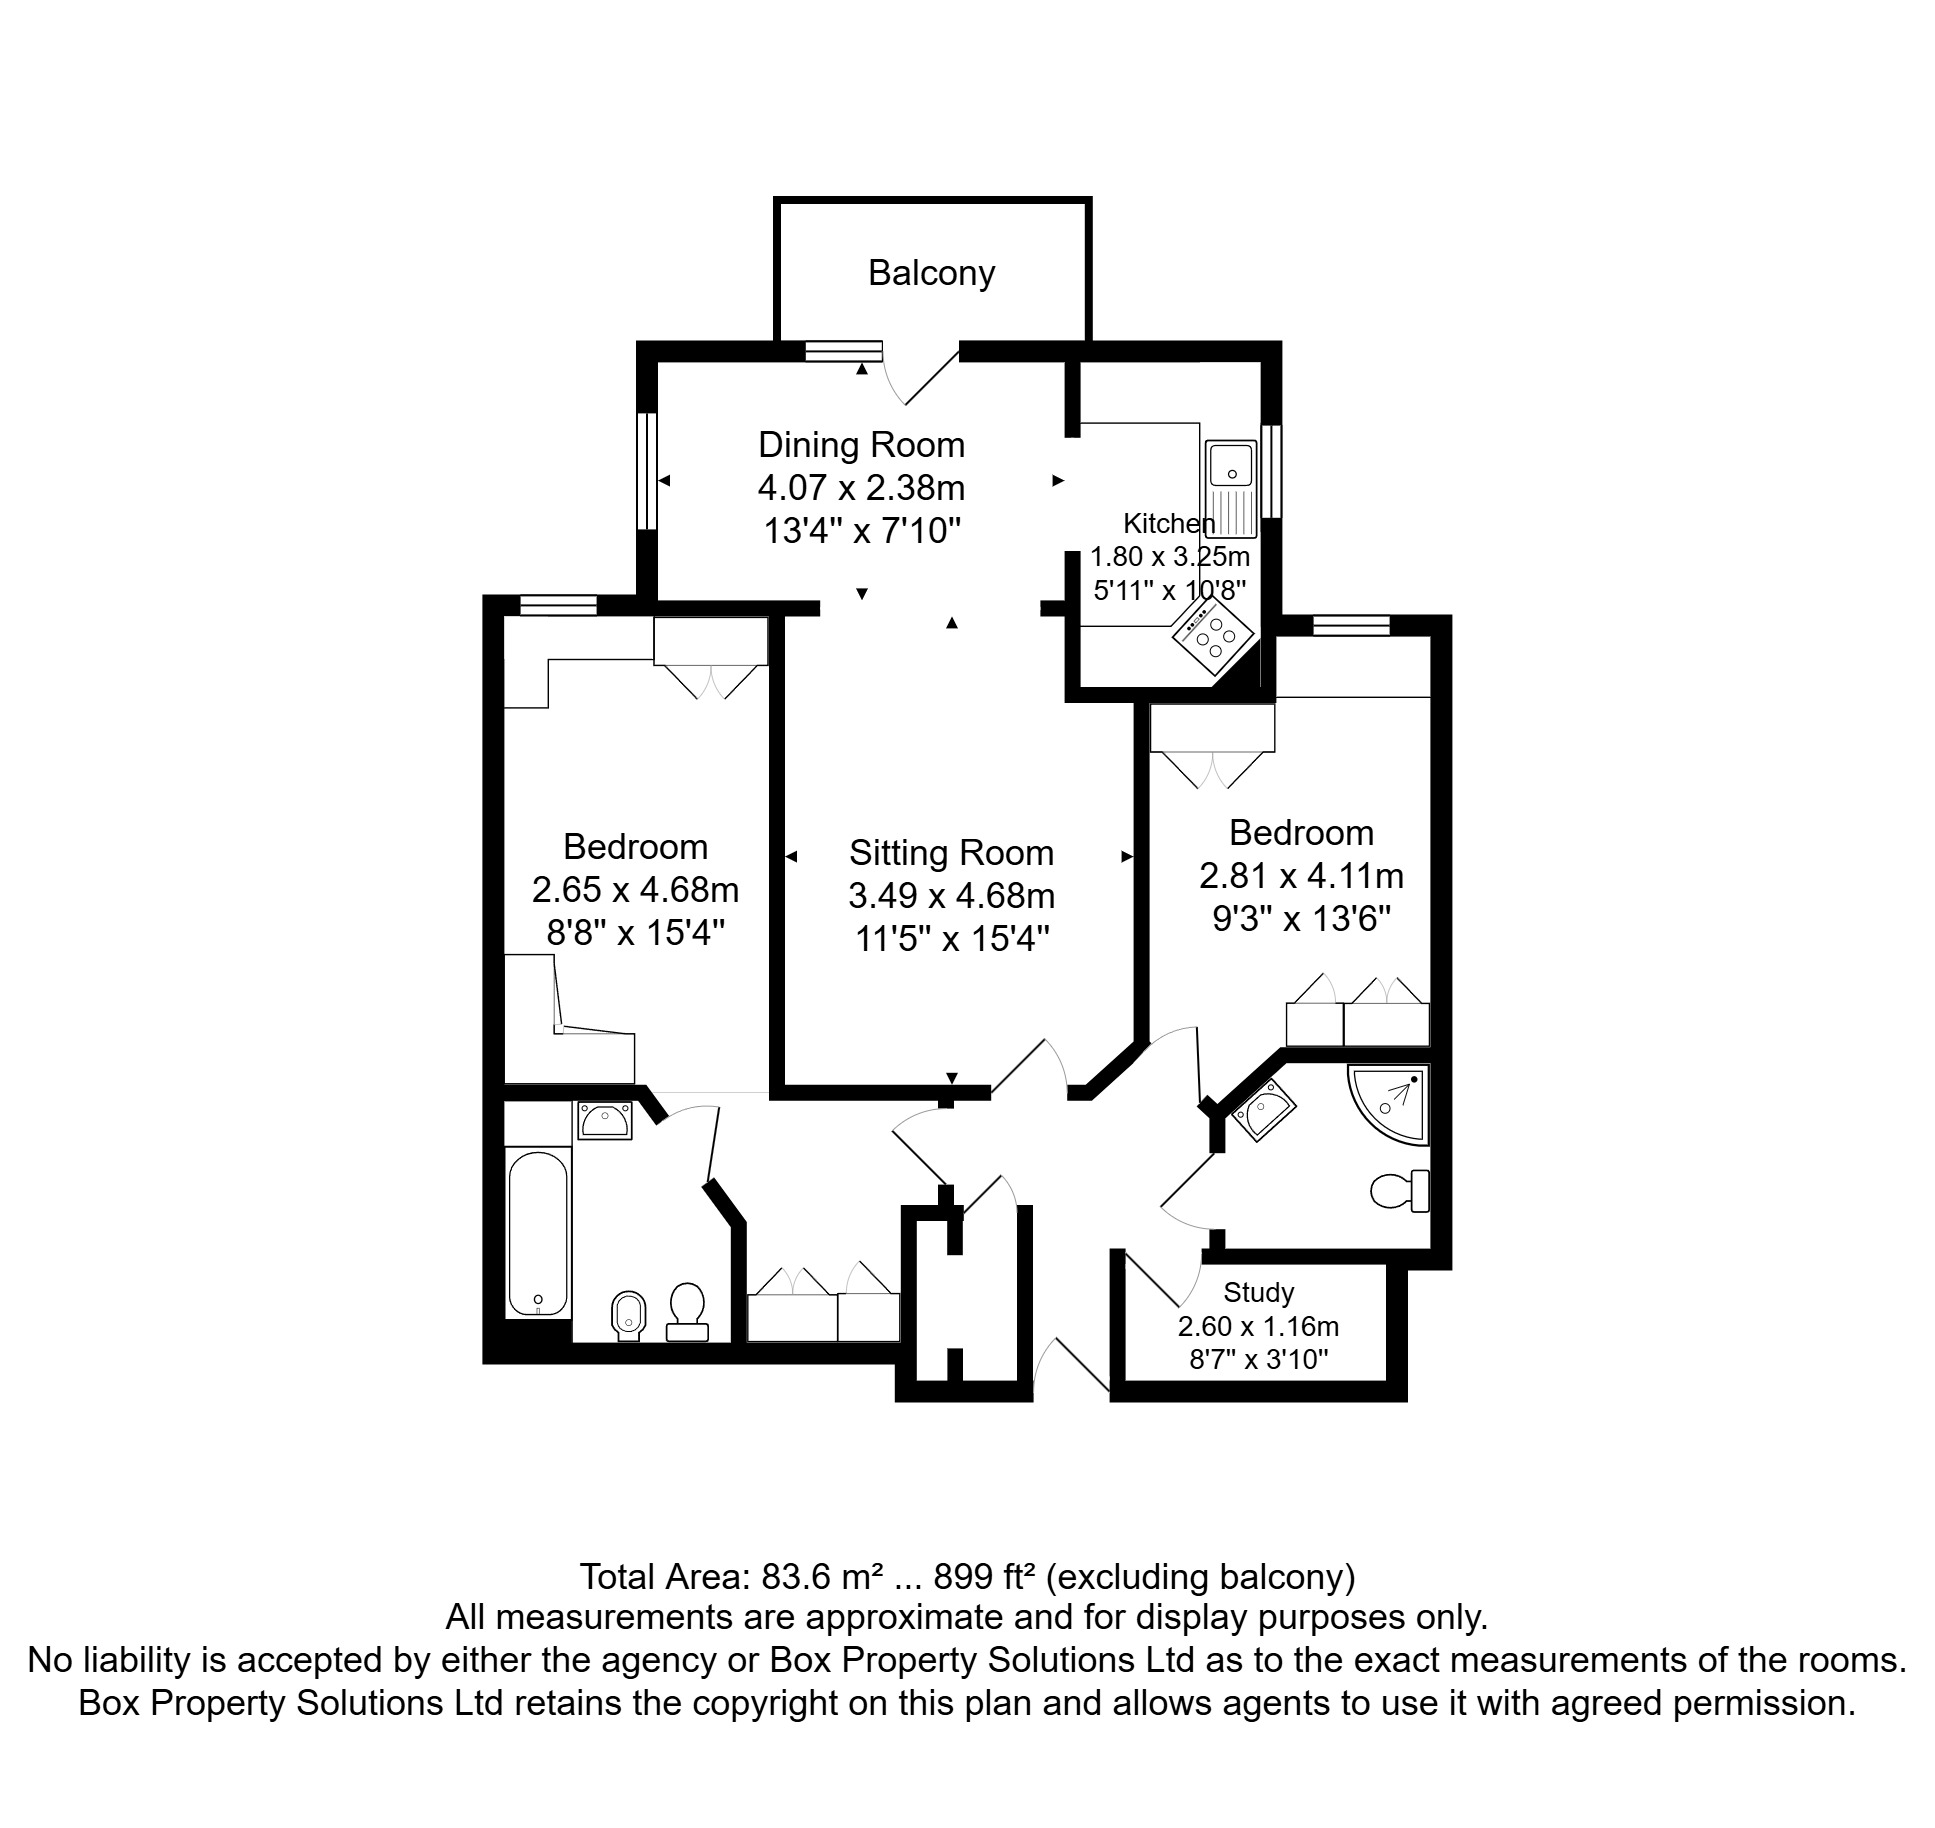 Balcony
Dining Room
4.07 x 2.38m
13'4" x 7'10"
Kitchen
1.80 x 3.25m
5'11" x 10'8"
Bedroom
2.65 x 4.68m
8'8" x 15'4"
Sitting Room
3.49 x 4.68m
11'5" x 15'4"
Bedroom
2.81 x 4.11m
9'3" x 13'6"
Study
2.60 x 1.16m
8'7" x 3'10"
Total Area: 83.6 m² ... 899 ft² (excluding balcony)
All measurements are approximate and for display purposes only.
No liability is accepted by either the agency or Box Property Solutions Ltd as to the exact measurements of the rooms.
Box Property Solutions Ltd retains the copyright on this plan and allows agents to use it with agreed permission.